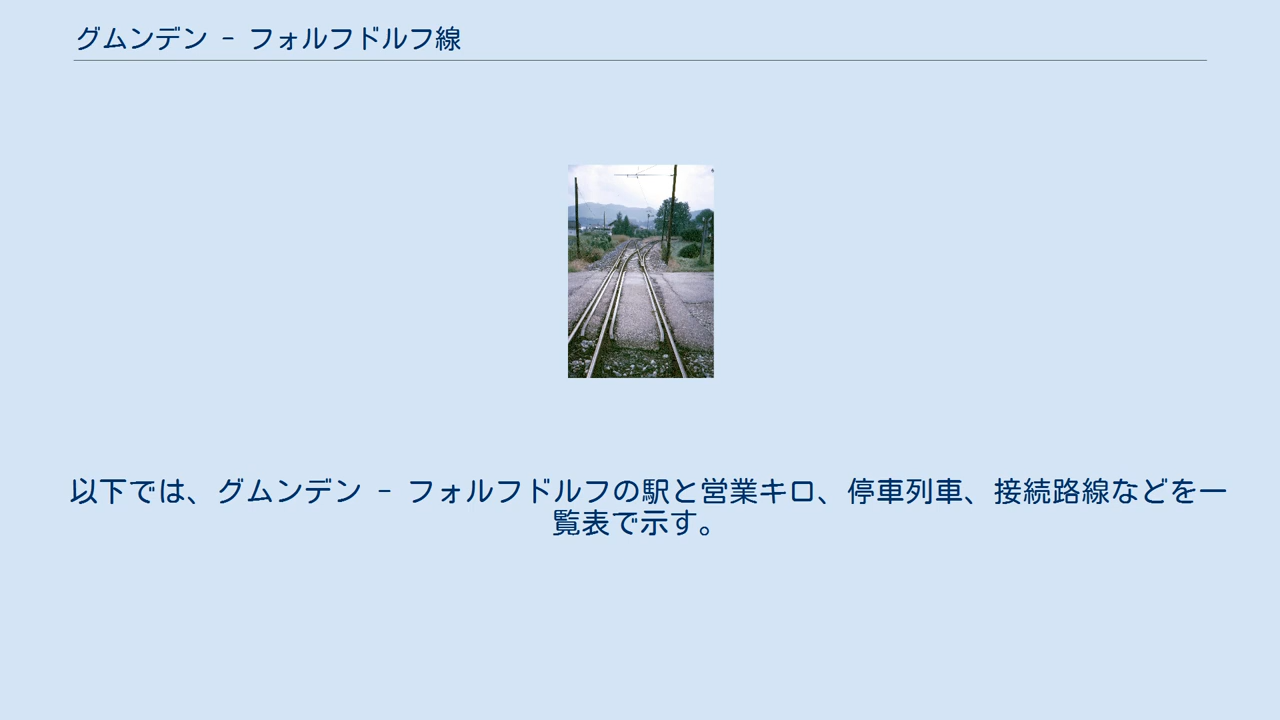 グムンデン - フォルフドルフ線
以下では、グムンデン - フォルフドルフの駅と営業キロ、停車列車、接続路線などを一
覧表で示す。